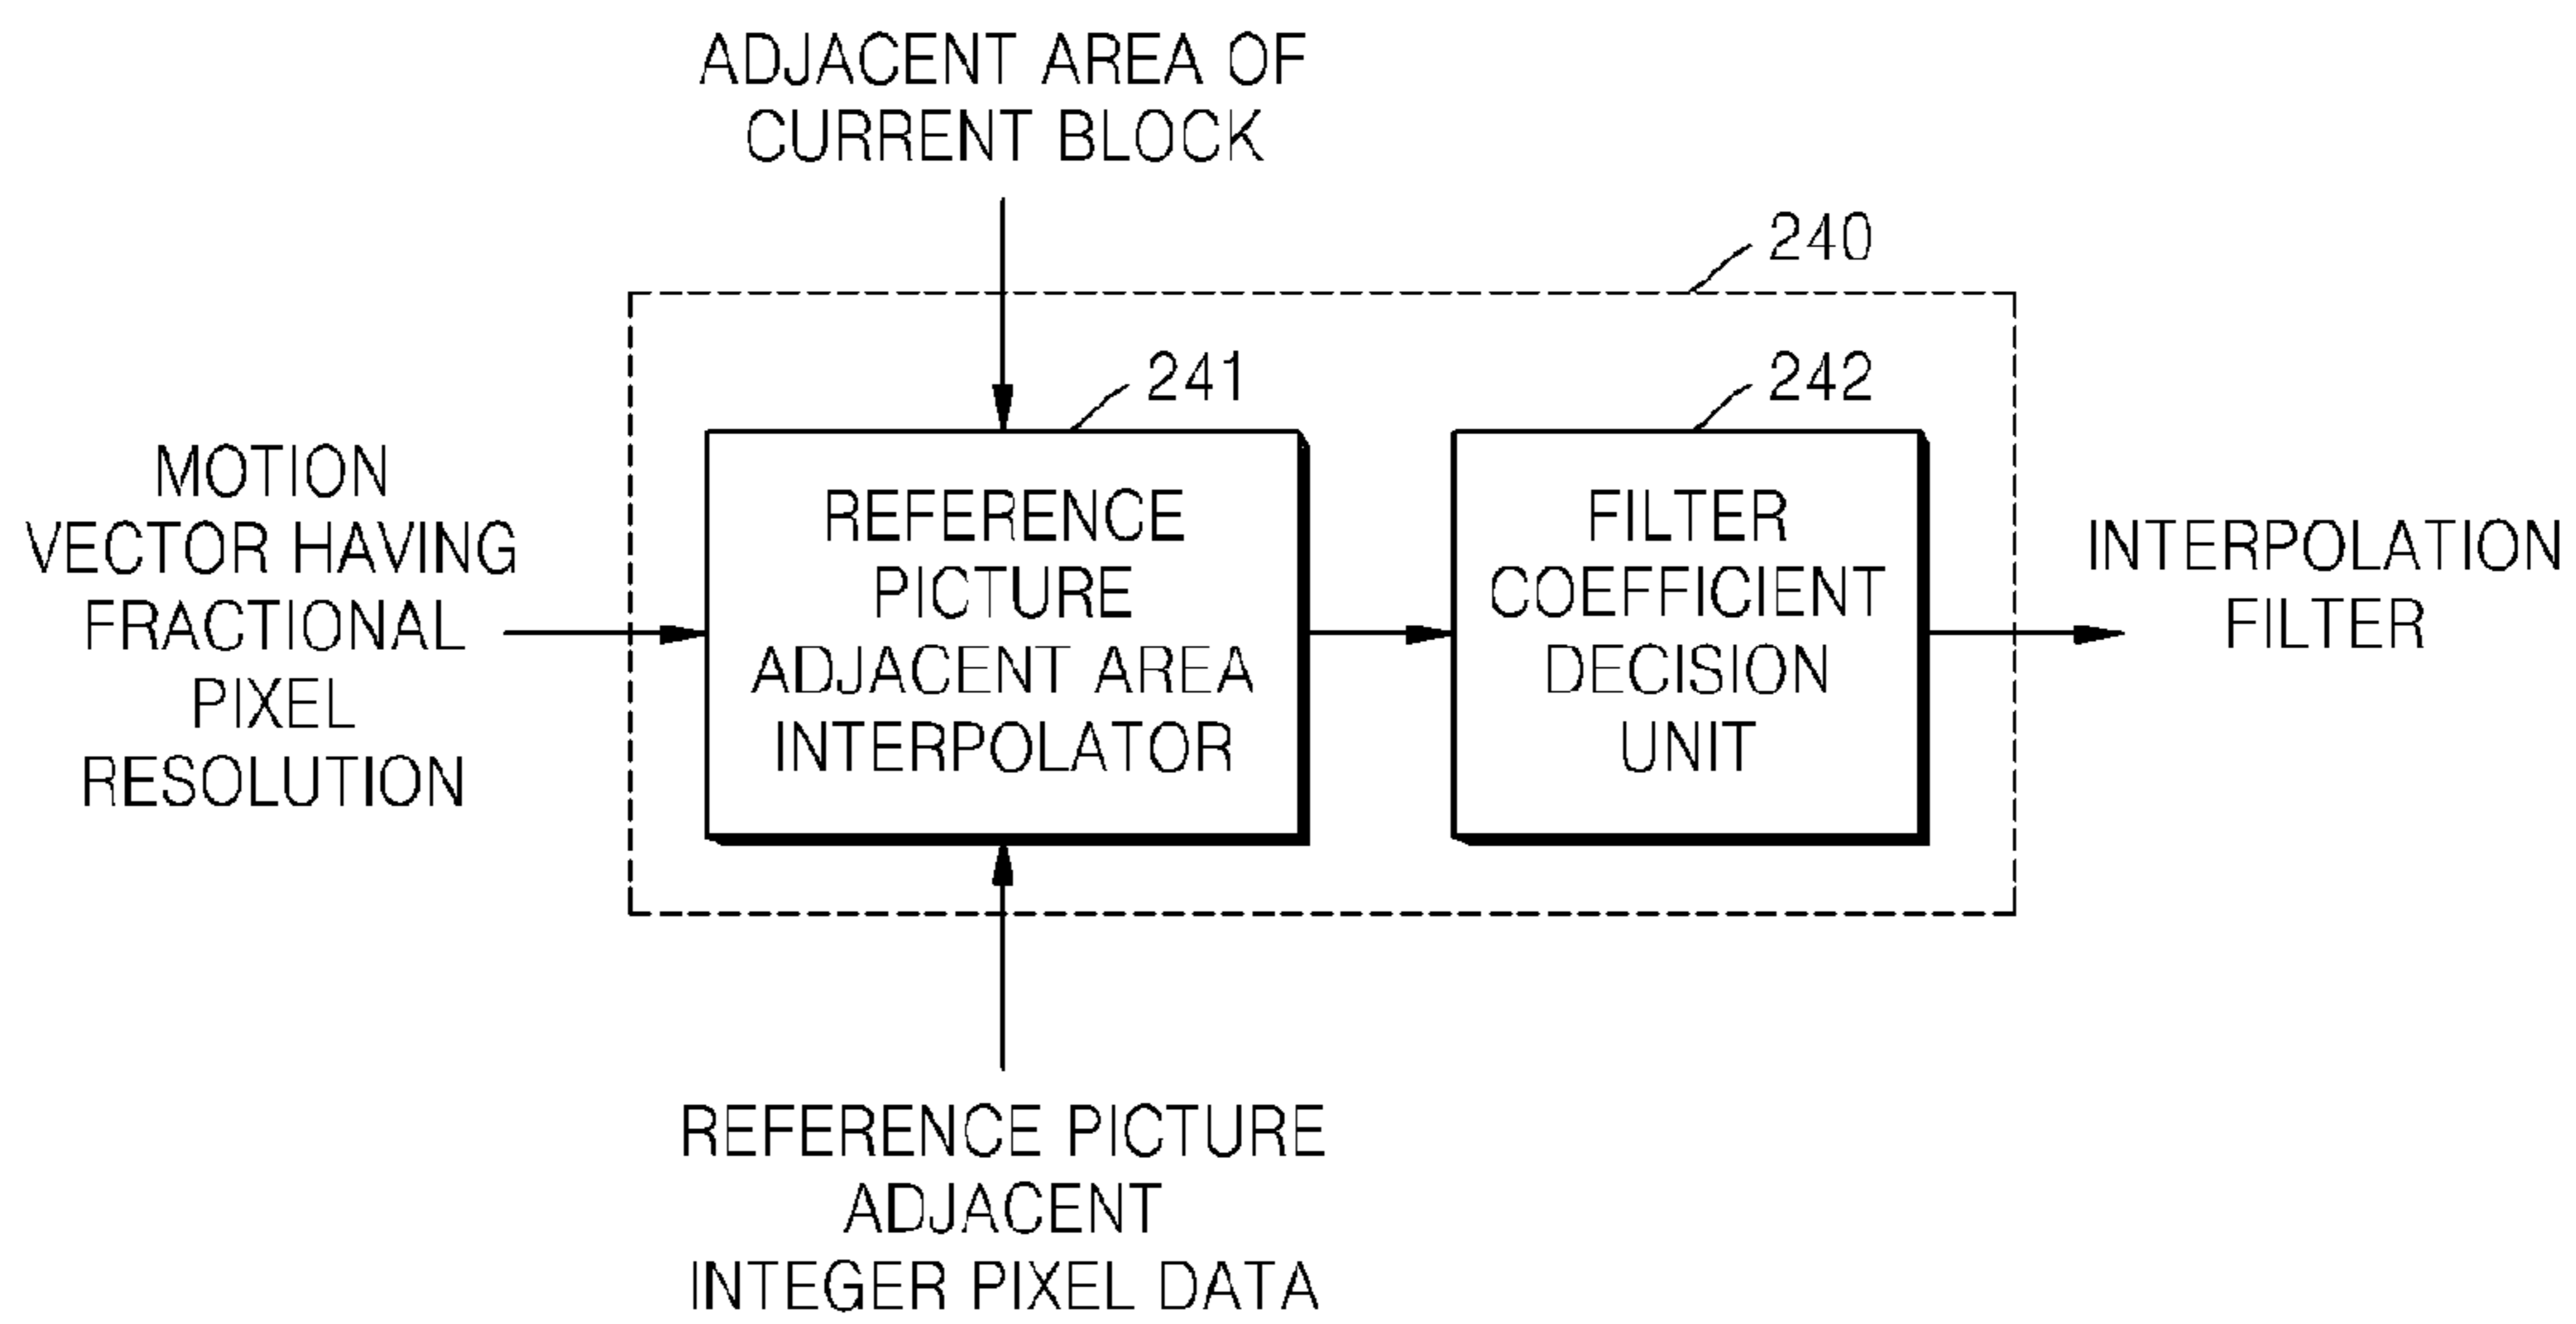 ADJACENT AREA OF
CURRENT BLOCK
240
241
242
MOTION
VECTOR HAVING
FRACTIONAL
PIXEL
RESOLUTION
REFERENCE
PICTURE
ADJACENT AREA
INTERPOLATOR
FILTER
COEFFICIENT
DECISION
UNIT
INTERPOLATION
FILTER
REFERENCE PICTURE
ADJACENT
INTEGER PIXEL DATA